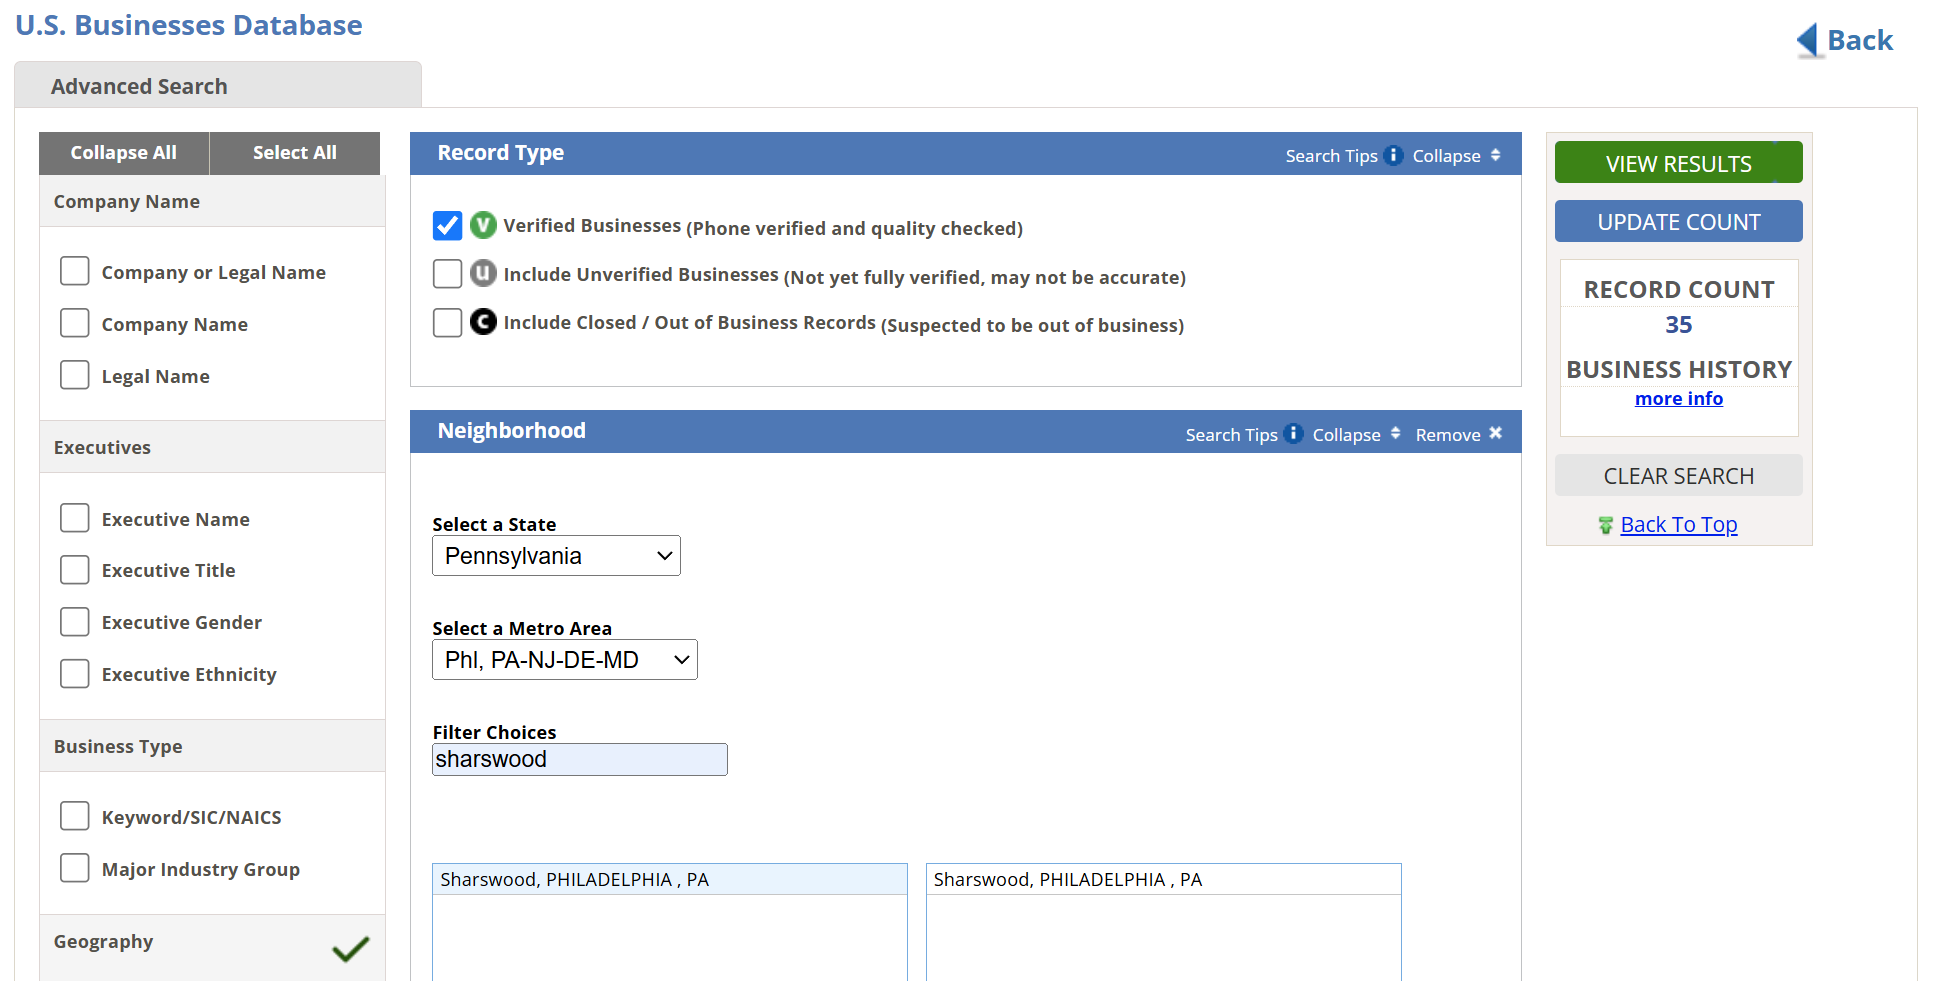 U.S. Businesses Database
Back
Advanced Search
Collapse All
Select All
Company Name
Company or Legal Name
Company Name
Legal Name
Executives
Executive Name
Executive Title
Executive Gender
Executive Ethnicity
Business Type
Keyword/SIC/NAICS
Major Industry Group
Geography
Record Type
Search Tips i Collapse
V Verified Businesses (Phone verified and quality checked)
U Include Unverified Businesses (Not yet fully verified, may not be accurate)
C Include Closed / Out of Business Records (Suspected to be out of business)
Neighborhood
Search Tips i Collapse Remove
Select a State
Pennsylvania
Select a Metro Area
Phl, PA-NJ-DE-MD
Filter Choices
sharswood
Sharswood, PHILADELPHIA , PA
Sharswood, PHILADELPHIA , PA
VIEW RESULTS
UPDATE COUNT
RECORD COUNT
35
BUSINESS HISTORY
more info
CLEAR SEARCH
Back To Top